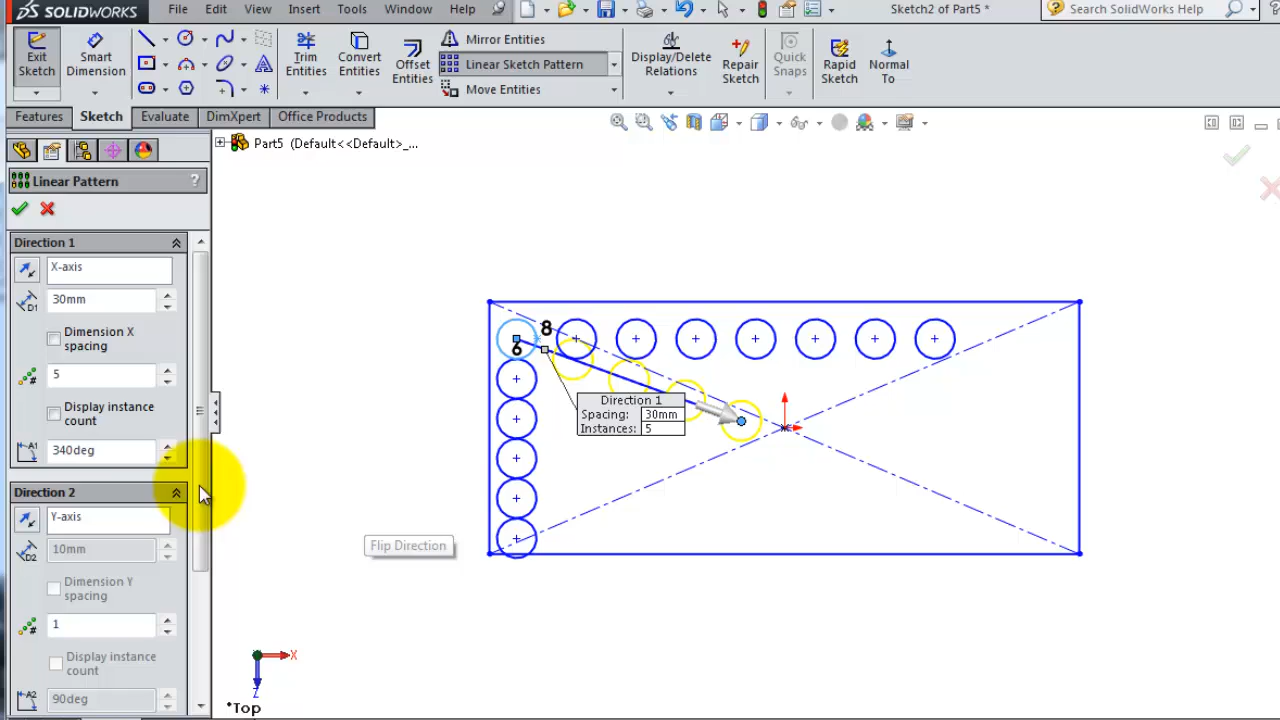 SOLIDWORKS
File Edit View Insert Tools Window Help
Sketch2 of Part5 *
Search SolidWorks Help
Exit Sketch
Smart Dimension
Trim Entities
Convert Entities
Offset Entities
Mirror Entities
Linear Sketch Pattern
Move Entities
Display/Delete Relations
Repair Sketch
Quick Snaps
Rapid Sketch
Normal To
Features Sketch Evaluate DimXpert Office Products
Part5 (Default<<Default>_...
Linear Pattern ?
Direction 1
X-axis
D1 30mm
Dimension X
spacing
# 5
Display instance
count
A1 340deg
Direction 2
Y-axis
D2 10mm
Dimension Y
spacing
# 1
Display instance
count
A2 90deg
8
6
Direction 1
Spacing: 30mm
Instances: 5
Flip Direction
X
Z
*Top